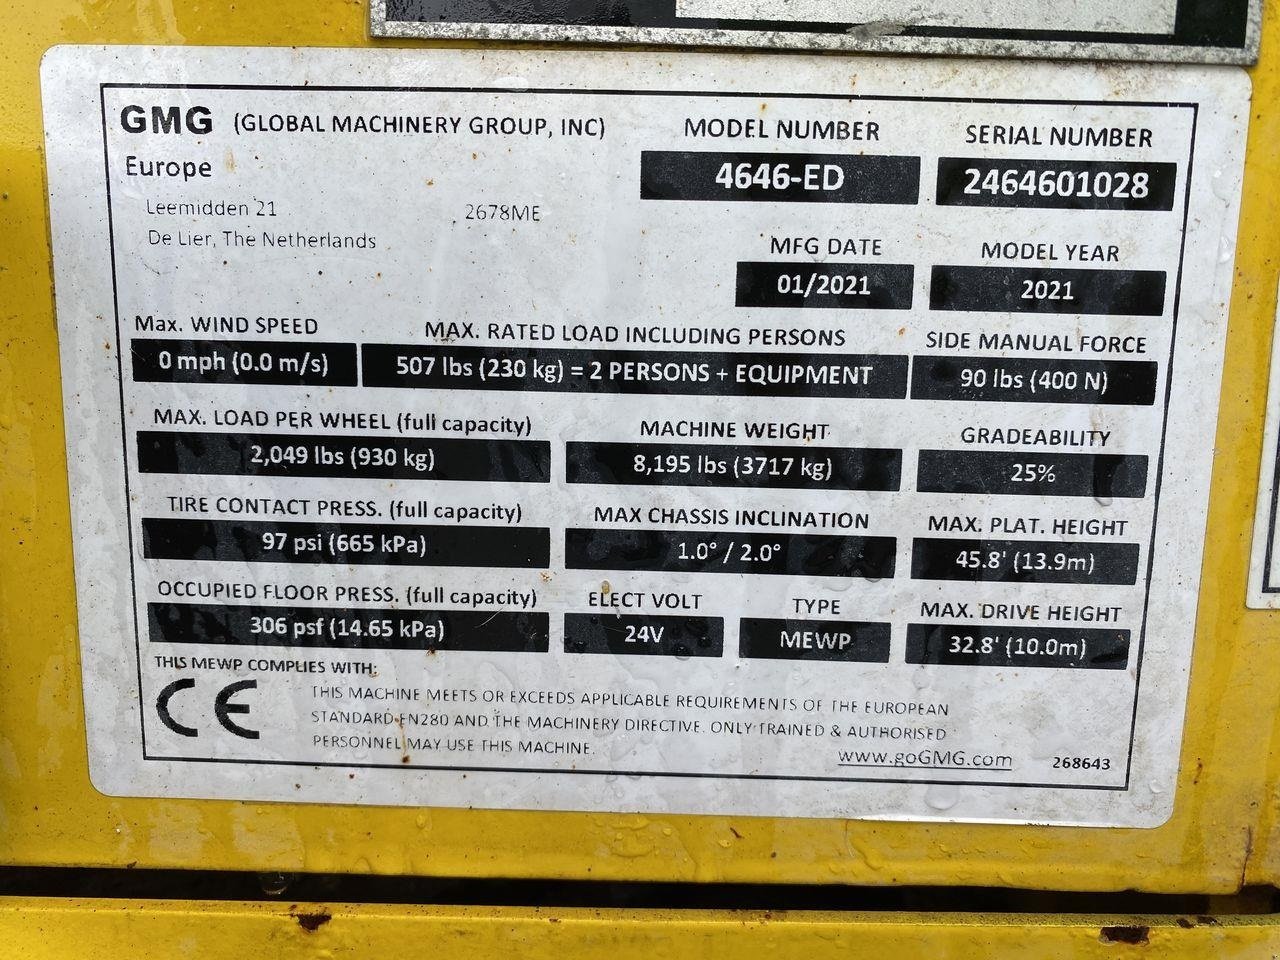 GMG (GLOBAL MACHINERY GROUP, INC)
Europe
Leemidden 21 2678ME
De Lier, The Netherlands
MODEL NUMBER
4646-ED
SERIAL NUMBER
2464601028
MFG DATE
01/2021
MODEL YEAR
2021
Max. WIND SPEED
0 mph (0.0 m/s)
MAX. RATED LOAD INCLUDING PERSONS
507 lbs (230 kg) = 2 PERSONS + EQUIPMENT
SIDE MANUAL FORCE
90 lbs (400 N)
MAX. LOAD PER WHEEL (full capacity)
2,049 lbs (930 kg)
MACHINE WEIGHT
8,195 lbs (3717 kg)
GRADEABILITY
25%
TIRE CONTACT PRESS. (full capacity)
97 psi (665 kPa)
MAX CHASSIS INCLINATION
1.0° / 2.0°
MAX. PLAT. HEIGHT
45.8' (13.9m)
OCCUPIED FLOOR PRESS. (full capacity)
306 psf (14.65 kPa)
ELECT VOLT
24V
TYPE
MEWP
MAX. DRIVE HEIGHT
32.8' (10.0m)
THIS MEWP COMPLIES WITH:
CE
THIS MACHINE MEETS OR EXCEEDS APPLICABLE REQUIREMENTS OF THE EUROPEAN
STANDARD EN280 AND THE MACHINERY DIRECTIVE. ONLY TRAINED & AUTHORISED
PERSONNEL MAY USE THIS MACHINE.
www.goGMG.com 268643